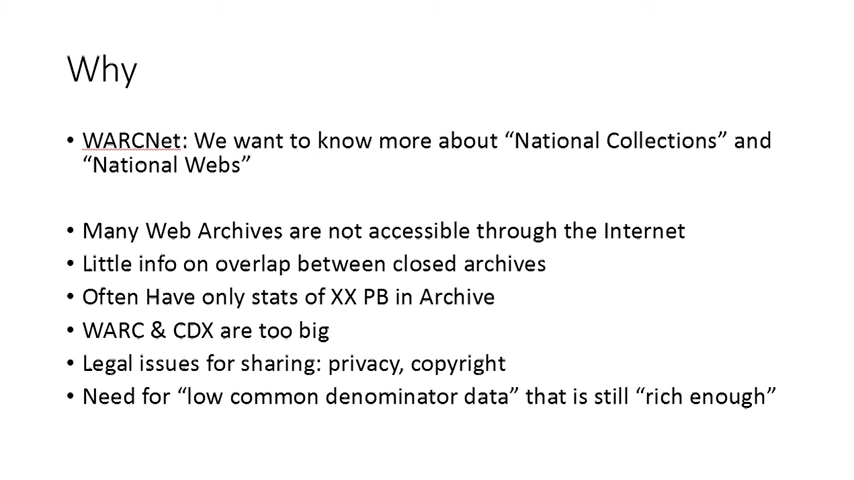 Why
• WARCNet: We want to know more about “National Collections” and
“National Webs”
• Many Web Archives are not accessible through the Internet
• Little info on overlap between closed archives
• Often Have only stats of XX PB in Archive
• WARC & CDX are too big
• Legal issues for sharing: privacy, copyright
• Need for “low common denominator data” that is still “rich enough”